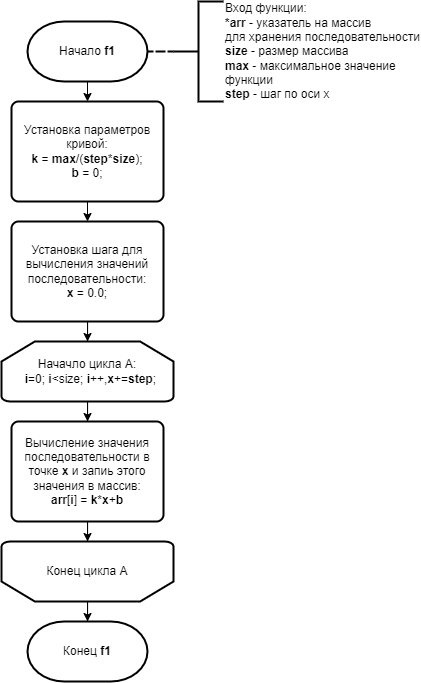 Вход функции:
*arr - указатель на массив
для хранения последовательности
size - размер массива
max - максимальное значение
функции
step - шаг по оси x
Начало f1
Установка параметров
кривой:
k = max/(step*size);
b = 0;
Установка шага для
вычисления значений
последовательности:
x = 0.0;
Начачло цикла А:
i=0; i<size; i++,x+=step;
Вычисление значения
последовательности в
точке x и запиь этого
значения в массив:
arr[i] = k*x+b
Конец цикла А
Конец f1